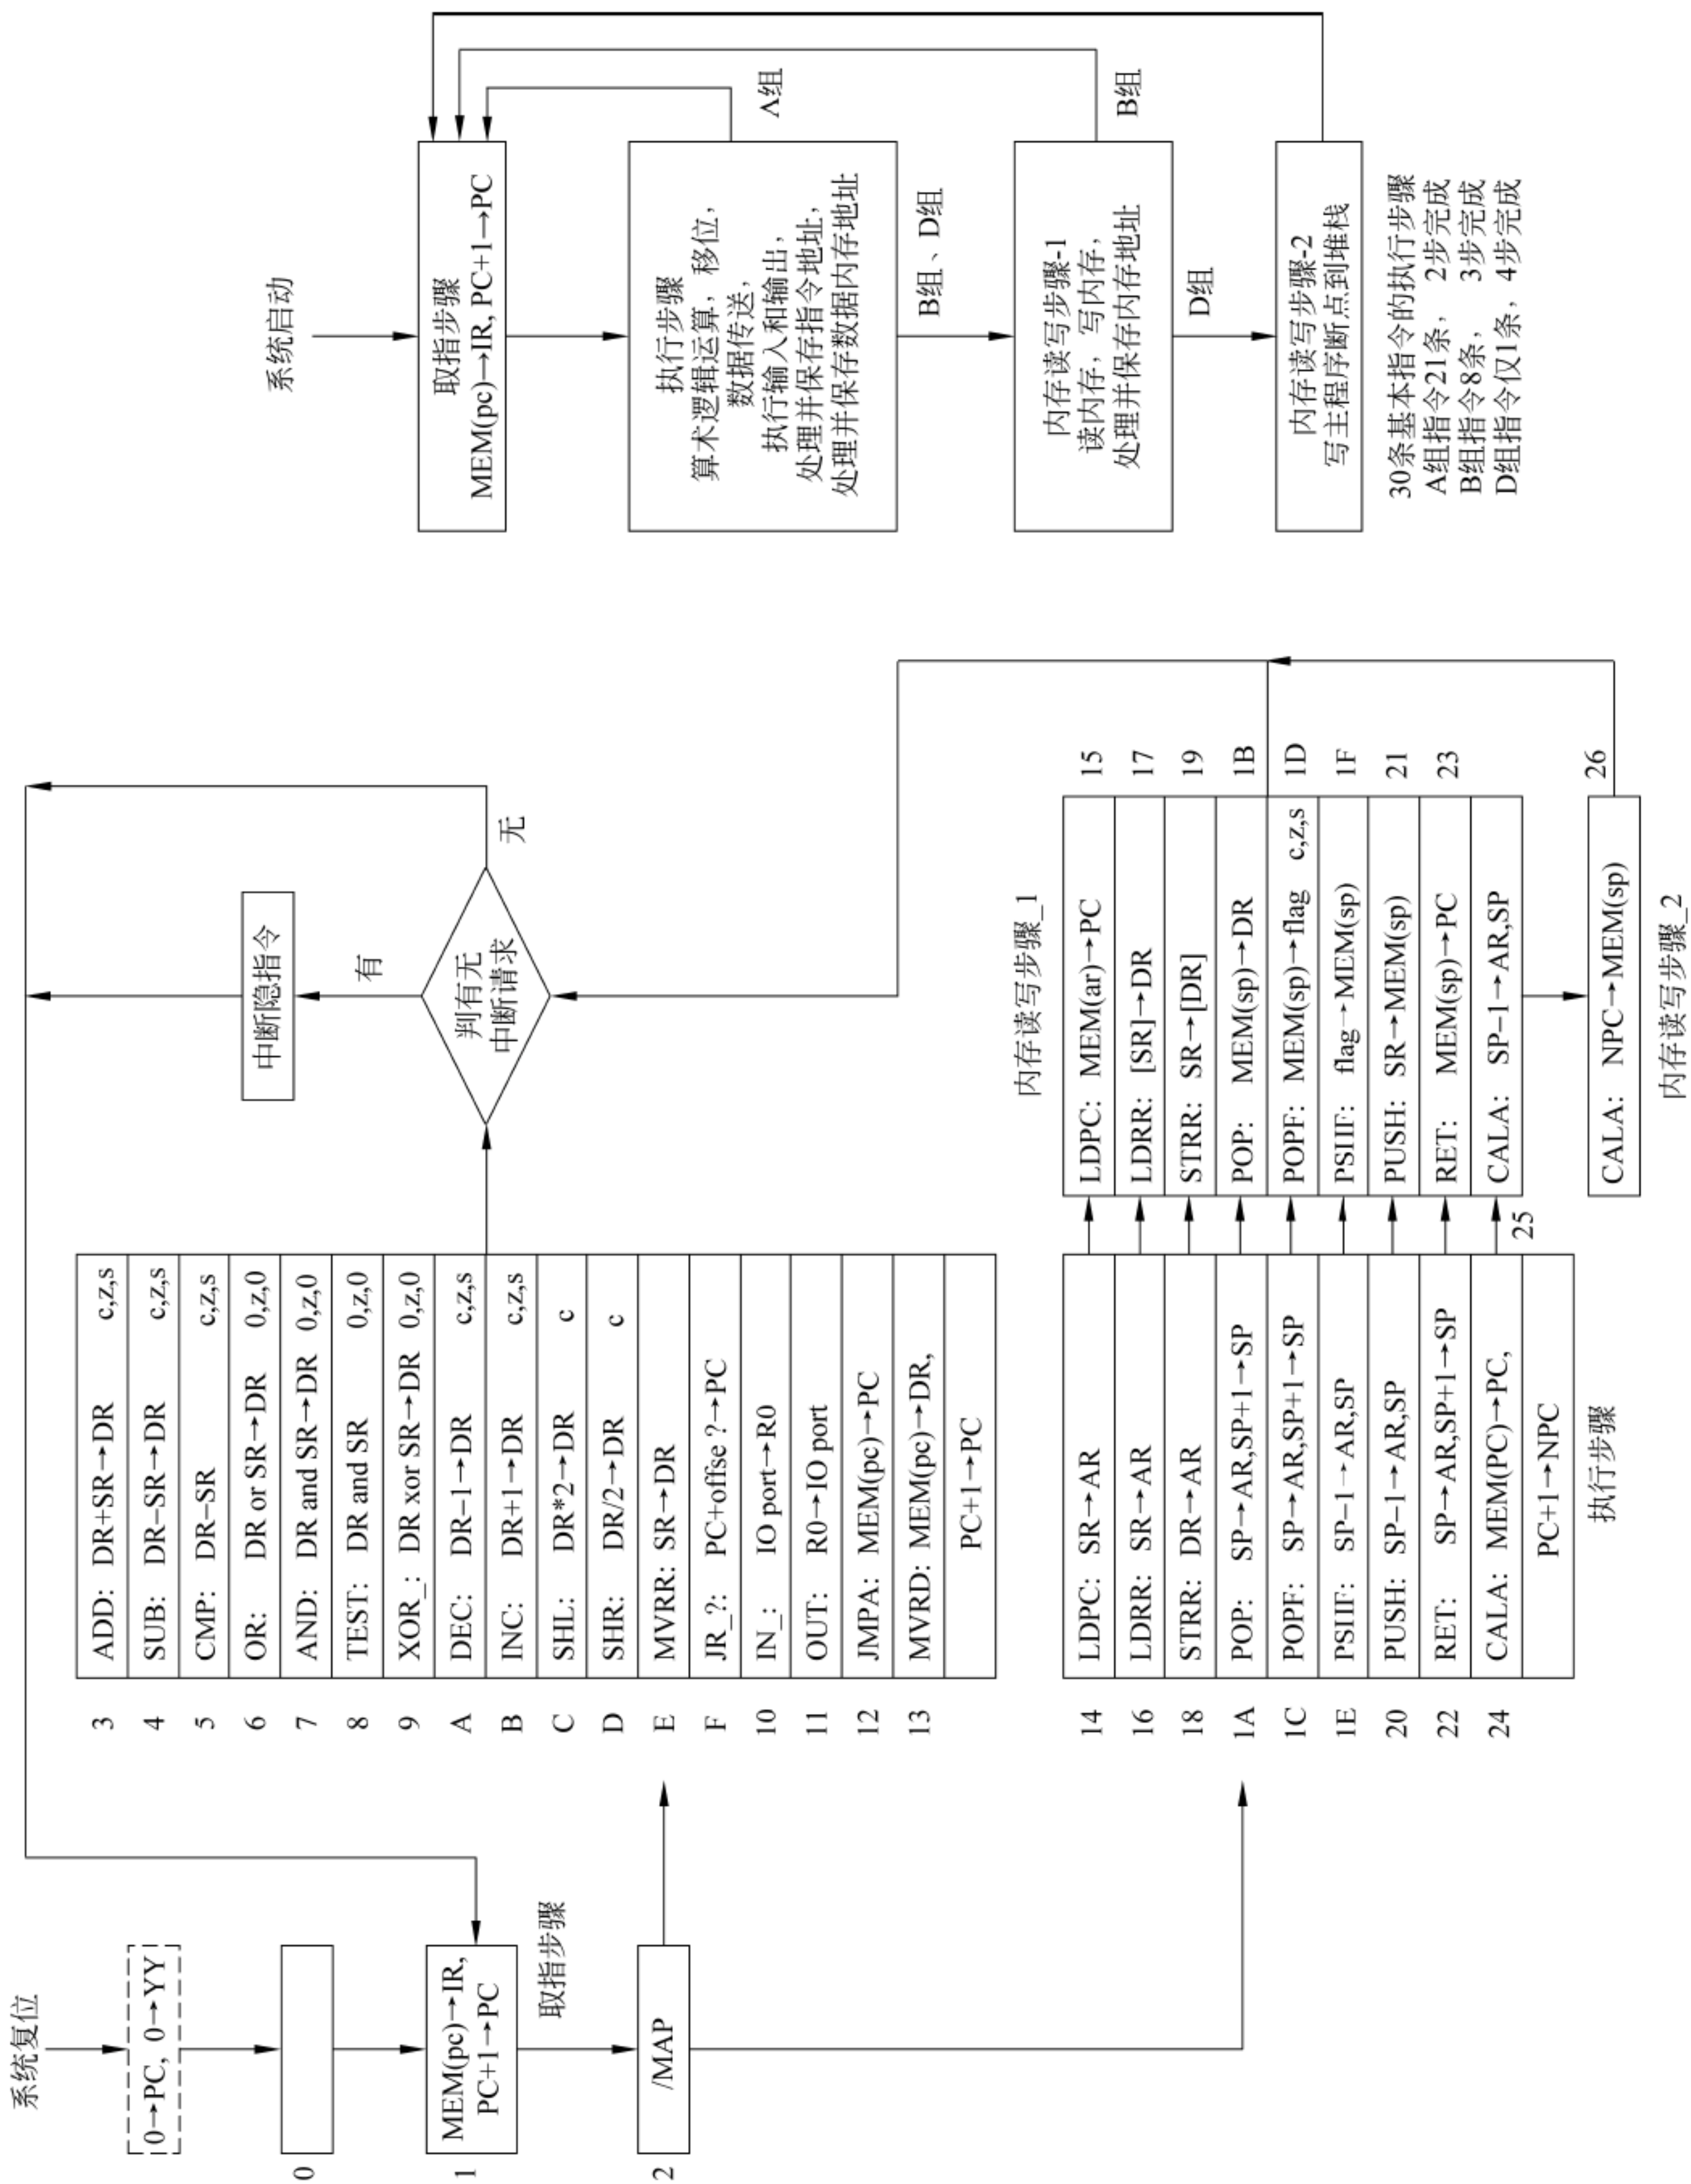 系统复位
0→PC, 0→YY
0
1
MEM(pc)→IR,
PC+1→PC
取指步骤
2
/MAP
3
ADD: DR+SR→DR c,z,s
4
SUB: DR−SR→DR c,z,s
5
CMP: DR−SR c,z,s
6
OR: DR or SR→DR 0,z,0
7
AND: DR and SR→DR 0,z,0
8
TEST: DR and SR 0,z,0
9
XOR_: DR xor SR→DR 0,z,0
A
DEC: DR−1→DR c,z,s
B
INC: DR+1→DR c,z,s
C
SHL: DR*2→DR c
D
SHR: DR/2→DR c
E
MVRR: SR→DR
F
JR_?: PC+offse ?→PC
10
IN_: IO port→R0
11
OUT: R0→IO port
12
JMPA: MEM(pc)→PC
13
MVRD: MEM(pc)→DR,
PC+1→PC
14
LDPC: SR→AR
16
LDRR: SR→AR
18
STRR: DR→AR
1A
POP: SP→AR,SP+1→SP
1C
POPF: SP→AR,SP+1→SP
1E
PSIIF: SP−1→AR,SP
20
PUSH: SP−1→AR,SP
22
RET: SP→AR,SP+1→SP
24
CALA: MEM(PC)→PC,
PC+1→NPC
执行步骤
中断隐指令
有
判有无
中断请求
无
内存读写步骤_1
LDPC: MEM(ar)→PC
15
LDRR: [SR]→DR
17
STRR: SR→[DR]
19
POP: MEM(sp)→DR
1B
POPF: MEM(sp)→flag c,z,s
1D
PSIIF: flag→MEM(sp)
1F
PUSH: SR→MEM(sp)
21
RET: MEM(sp)→PC
23
CALA: SP−1→AR,SP
25
CALA: NPC→MEM(sp)
26
内存读写步骤_2
系统启动
取指步骤
MEM(pc)→IR, PC+1→PC
执行步骤
算术逻辑运算，移位，
数据传送，
执行输入和输出，
处理并保存指令地址，
处理并保存数据内存地址
A组
B组、D组
内存读写步骤-1
读内存，写内存，
处理并保存内存地址
B组
D组
内存读写步骤-2
写主程序断点到堆栈
30条基本指令的执行步骤
A组指令21条，2步完成
B组指令8条，3步完成
D组指令仅1条，4步完成